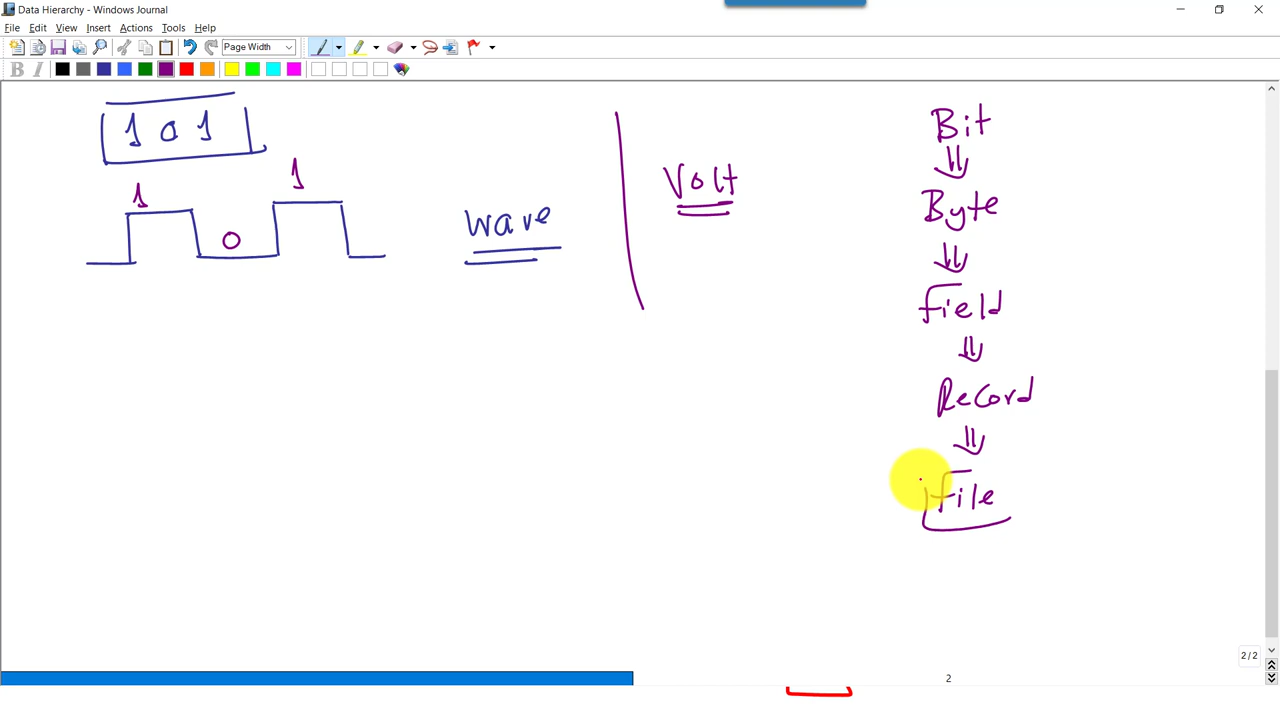 Data Hierarchy - Windows Journal
File Edit View Insert Actions Tools Help
Page Width
B I
1 0 1
1 0 1
wave
Volt
Bit
Byte
field
Record
file
2 / 2
2